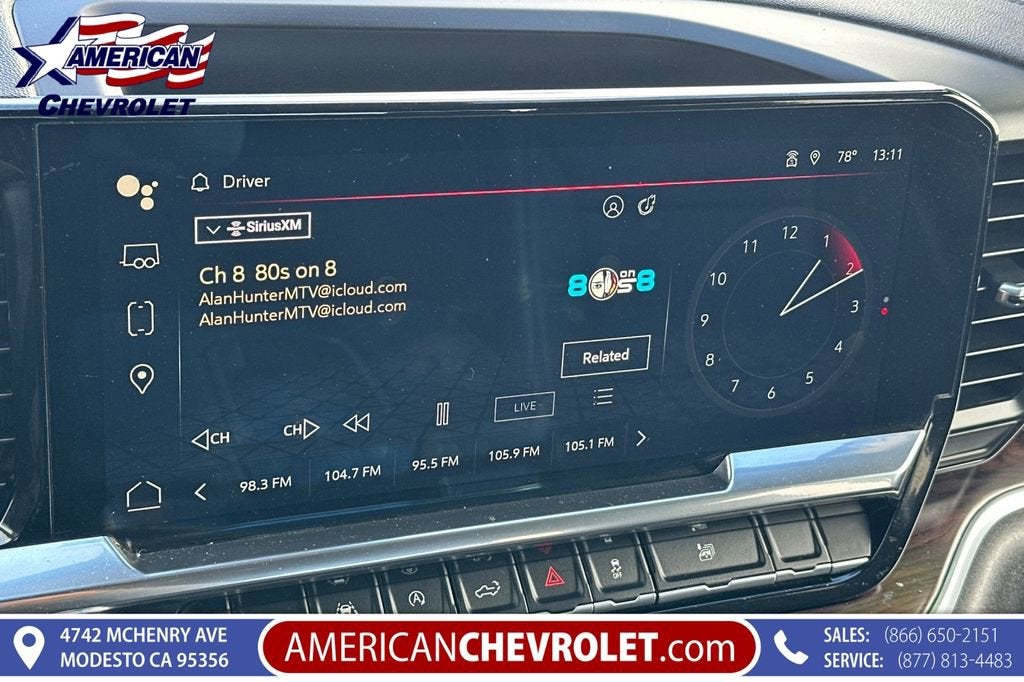 AMERICAN
CHEVROLET
Driver
78° 13:11
SiriusXM
Ch 8 80s on 8
AlanHunterMTV@icloud.com
AlanHunterMTV@icloud.com
80s on 8
Related
12
1
2
3
4
5
6
7
8
9
10
11
CH
CH
LIVE
98.3 FM
104.7 FM
95.5 FM
105.9 FM
105.1 FM
OFF
4742 MCHENRY AVE
MODESTO CA 95356
AMERICANCHEVROLET.com
SALES: (866) 650-2151
SERVICE: (877) 813-4483